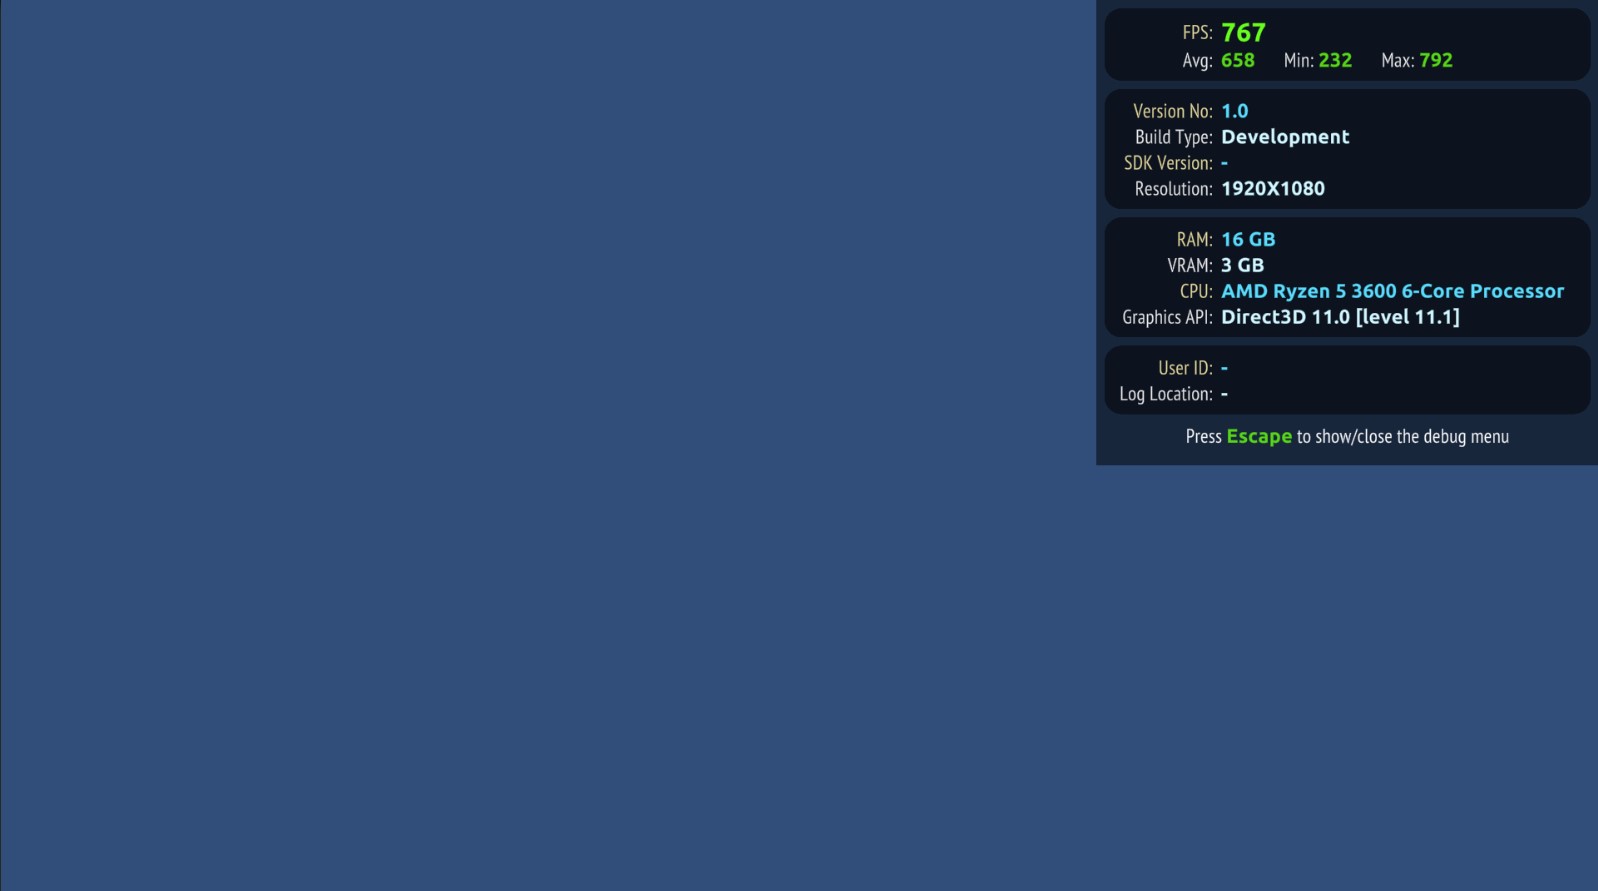 FPS: 767
Avg: 658 Min: 232 Max: 792
Version No: 1.0
Build Type: Development
SDK Version: -
Resolution: 1920X1080
RAM: 16 GB
VRAM: 3 GB
CPU: AMD Ryzen 5 3600 6-Core Processor
Graphics API: Direct3D 11.0 [level 11.1]
User ID: -
Log Location: -
Press Escape to show/close the debug menu